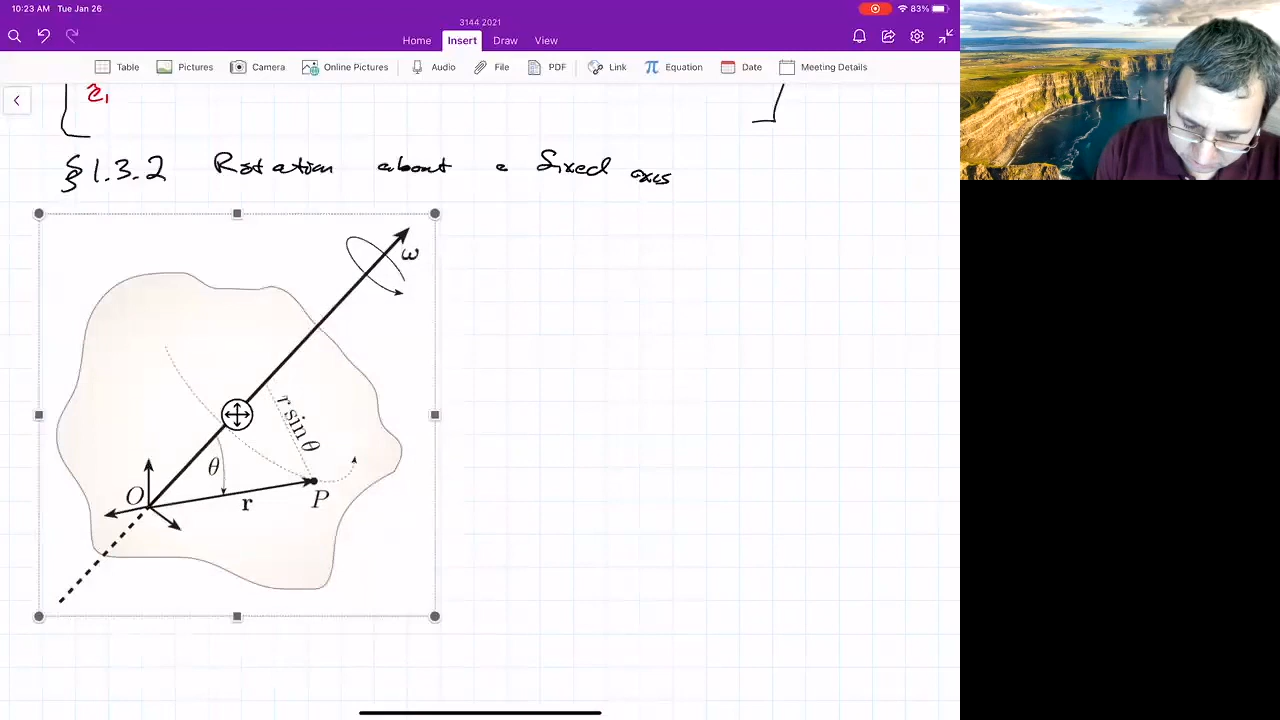 10:23 AM Tue Jan 26
3144 2021
83%
Home Insert Draw View
Table Pictures Camera Online Pictures Audio File PDF Link Equation Date Meeting Details
z₁
§1.3.2 Rotation about a fixed axis
ω
r sin θ
θ
O
r
P